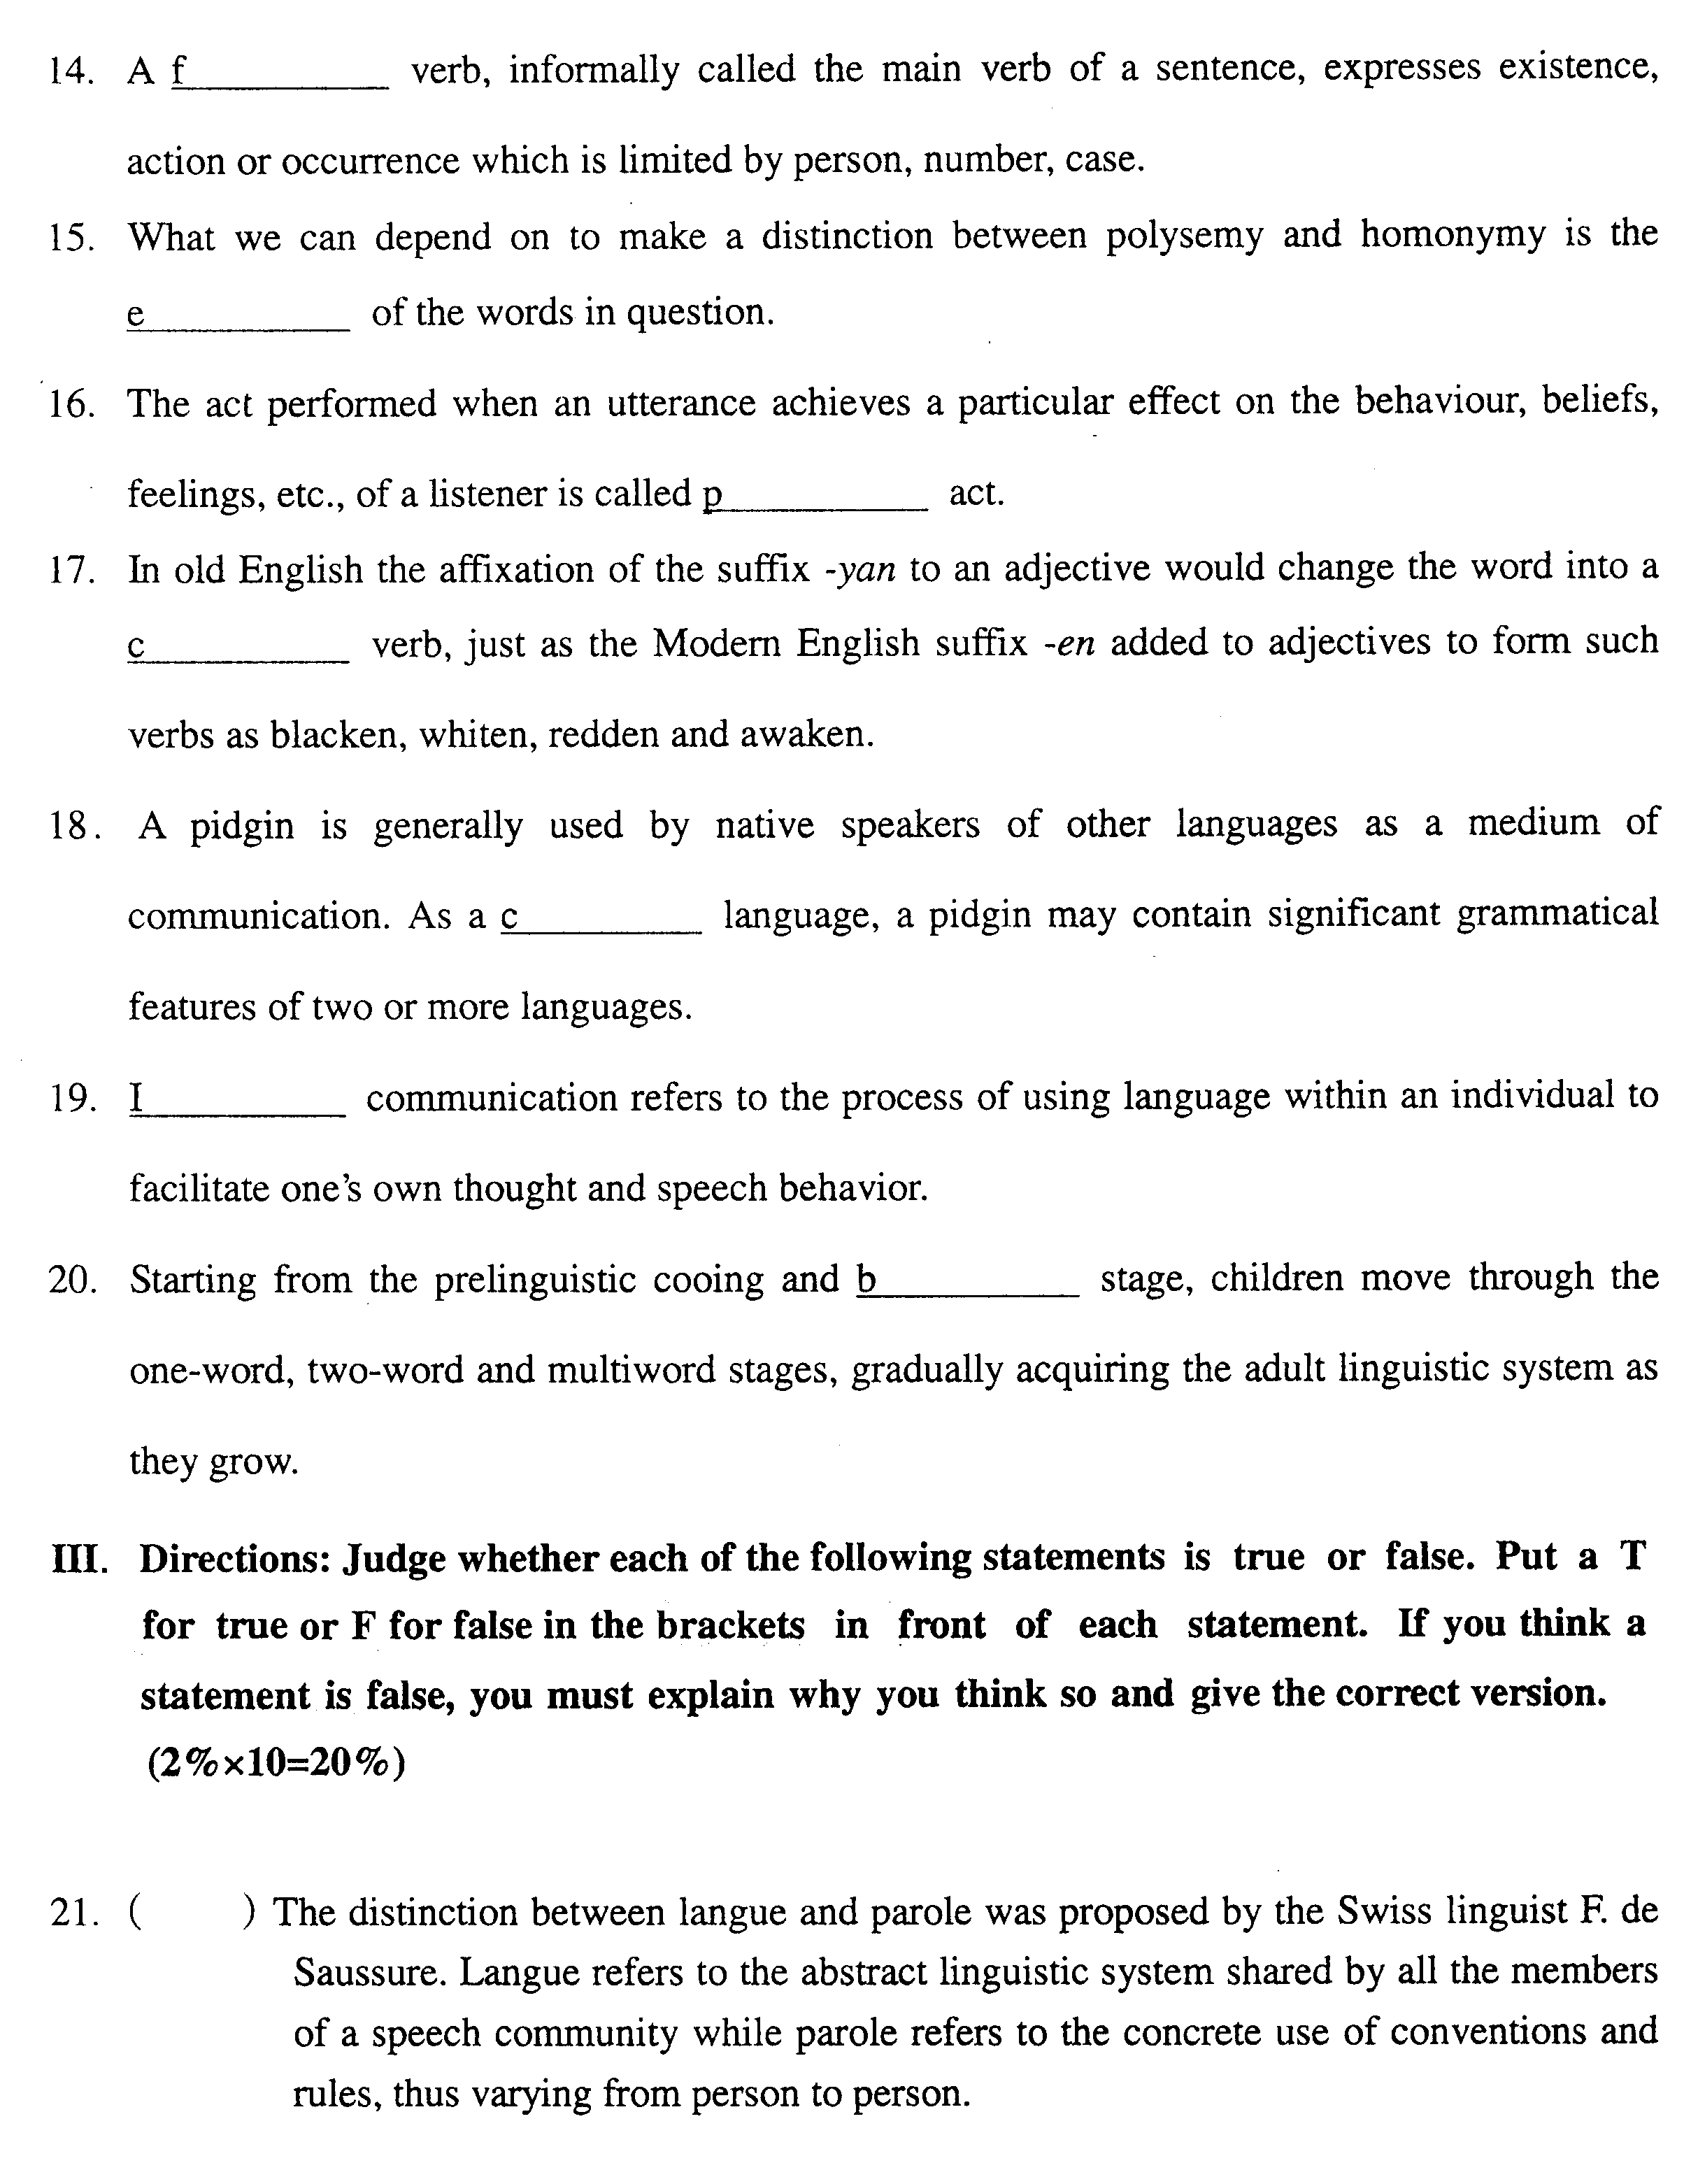 14. A f__________ verb, informally called the main verb of a sentence, expresses existence,
action or occurrence which is limited by person, number, case.
15. What we can depend on to make a distinction between polysemy and homonymy is the
e__________ of the words in question.
16. The act performed when an utterance achieves a particular effect on the behaviour, beliefs,
feelings, etc., of a listener is called p__________ act.
17. In old English the affixation of the suffix -yan to an adjective would change the word into a
c__________ verb, just as the Modern English suffix -en added to adjectives to form such
verbs as blacken, whiten, redden and awaken.
18. A pidgin is generally used by native speakers of other languages as a medium of
communication. As a c__________ language, a pidgin may contain significant grammatical
features of two or more languages.
19. I__________ communication refers to the process of using language within an individual to
facilitate one's own thought and speech behavior.
20. Starting from the prelinguistic cooing and b__________ stage, children move through the
one-word, two-word and multiword stages, gradually acquiring the adult linguistic system as
they grow.
III. Directions: Judge whether each of the following statements is true or false. Put a T
for true or F for false in the brackets in front of each statement. If you think a
statement is false, you must explain why you think so and give the correct version.
(2%×10=20%)
21. (     ) The distinction between langue and parole was proposed by the Swiss linguist F. de
Saussure. Langue refers to the abstract linguistic system shared by all the members
of a speech community while parole refers to the concrete use of conventions and
rules, thus varying from person to person.